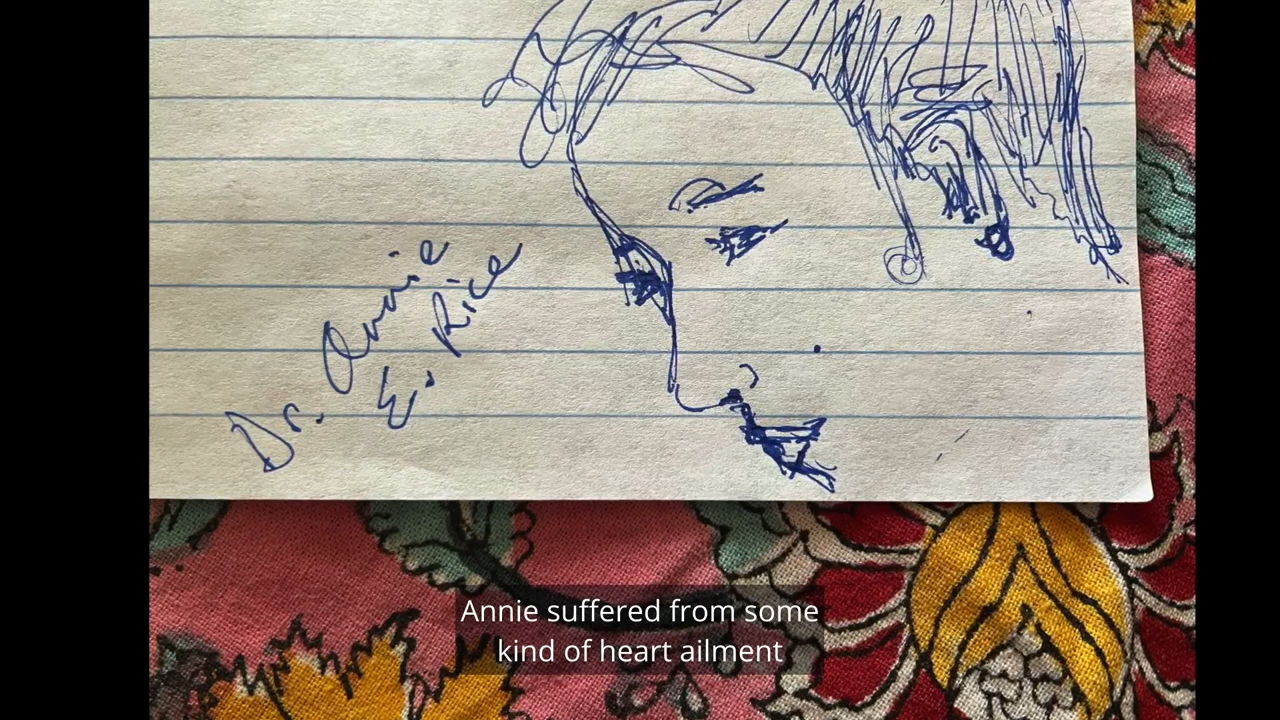 Dr. Annie
E. Rice
Annie suffered from some
kind of heart ailment